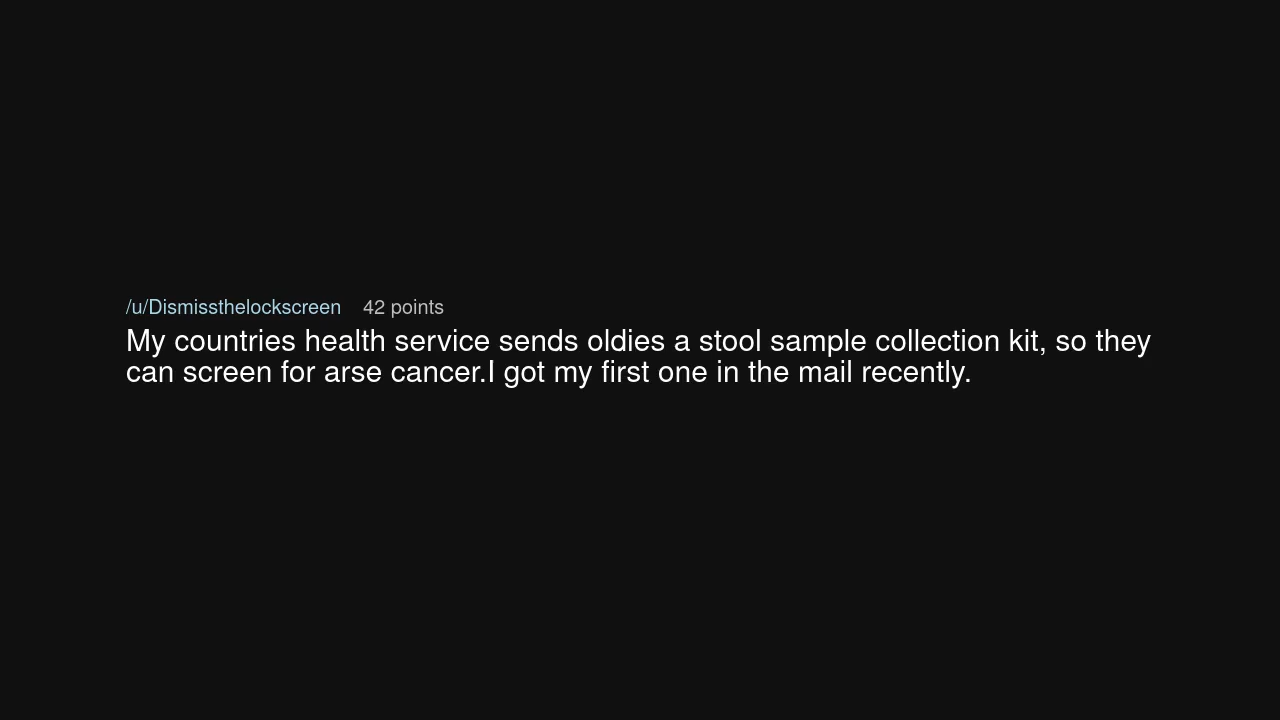 /u/Dismissthelockscreen 42 points
My countries health service sends oldies a stool sample collection kit, so they
can screen for arse cancer.I got my first one in the mail recently.